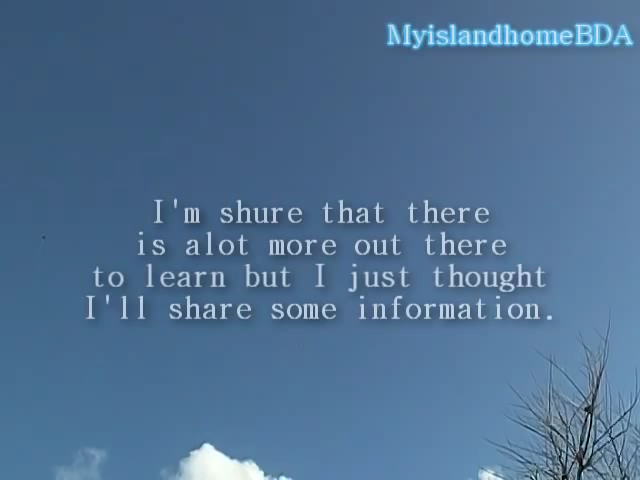 MyislandhomeBDA
I'm shure that there
is alot more out there
to learn but I just thought
I'll share some information.